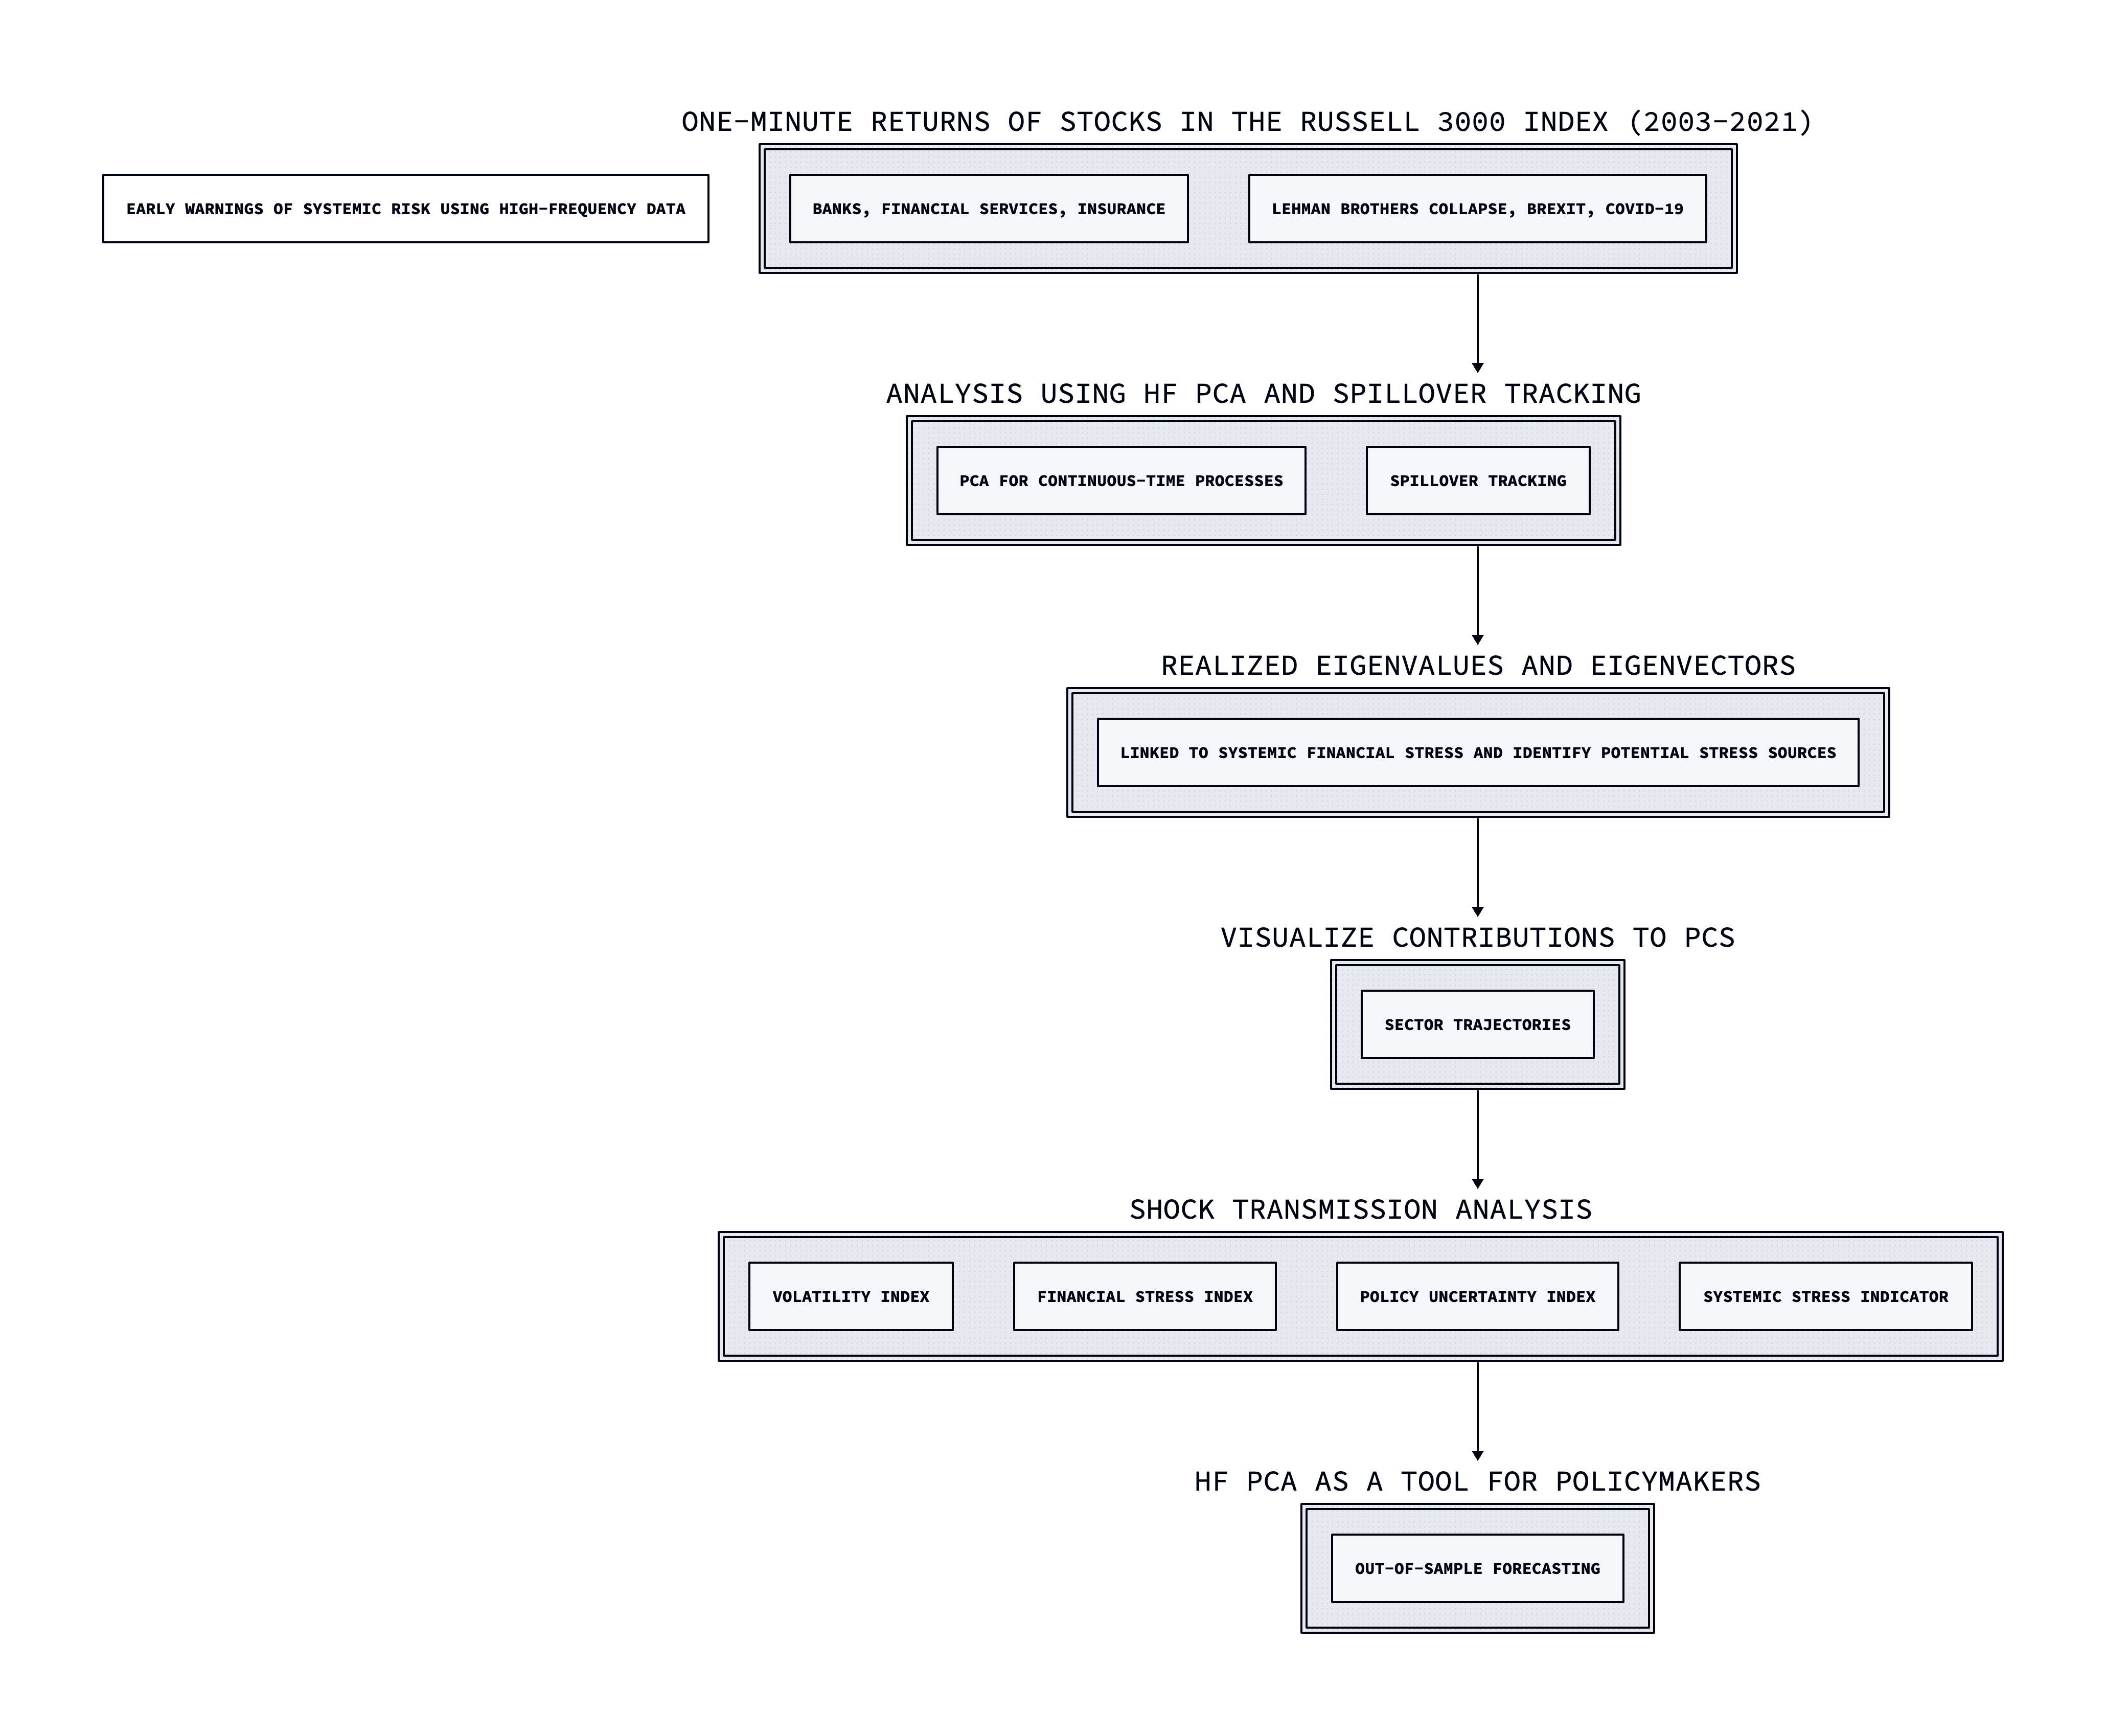 ONE-MINUTE RETURNS OF STOCKS IN THE RUSSELL 3000 INDEX (2003-2021)
EARLY WARNINGS OF SYSTEMIC RISK USING HIGH-FREQUENCY DATA
BANKS, FINANCIAL SERVICES, INSURANCE
LEHMAN BROTHERS COLLAPSE, BREXIT, COVID-19
ANALYSIS USING HF PCA AND SPILLOVER TRACKING
PCA FOR CONTINUOUS-TIME PROCESSES
SPILLOVER TRACKING
REALIZED EIGENVALUES AND EIGENVECTORS
LINKED TO SYSTEMIC FINANCIAL STRESS AND IDENTIFY POTENTIAL STRESS SOURCES
VISUALIZE CONTRIBUTIONS TO PCS
SECTOR TRAJECTORIES
SHOCK TRANSMISSION ANALYSIS
VOLATILITY INDEX
FINANCIAL STRESS INDEX
POLICY UNCERTAINTY INDEX
SYSTEMIC STRESS INDICATOR
HF PCA AS A TOOL FOR POLICYMAKERS
OUT-OF-SAMPLE FORECASTING